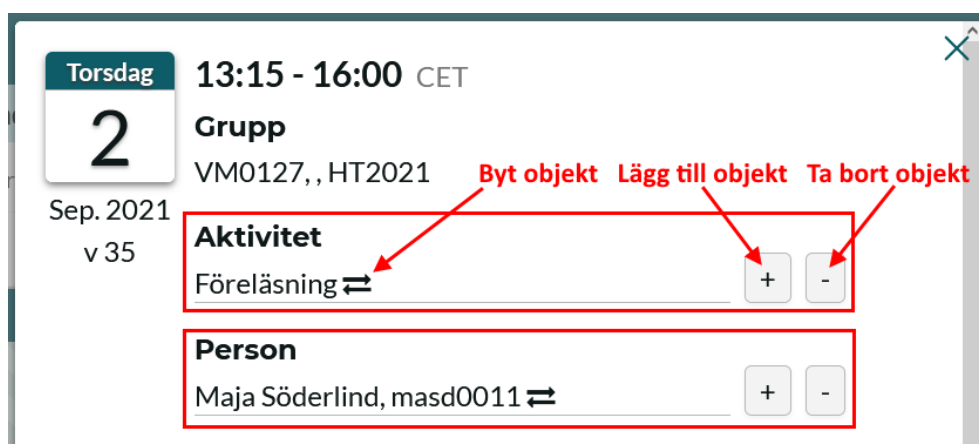 Torsdag
2
Sep. 2021
v 35
13:15 - 16:00 CET
Grupp
VM0127, , HT2021
Byt objekt Lägg till objekt Ta bort objekt
Aktivitet
Föreläsning
+ -
Person
Maja Söderlind, masd0011
+ -